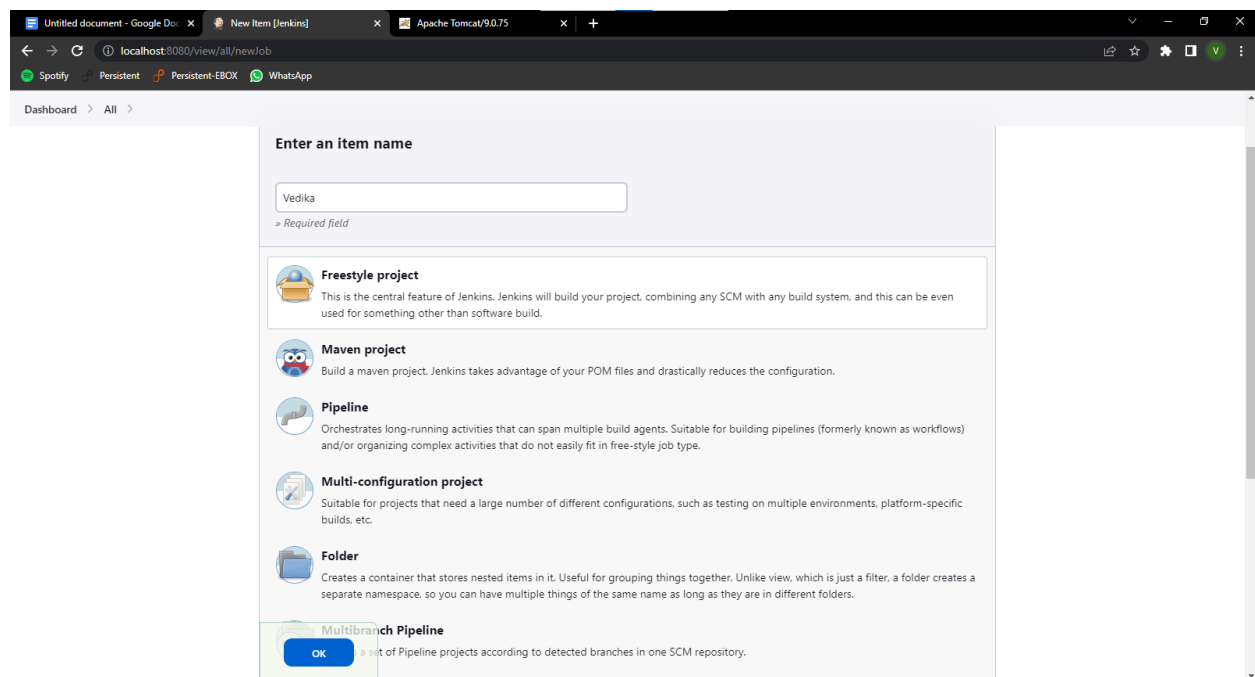 Untitled document - Google Doc
New Item [Jenkins]
Apache Tomcat/9.0.75
localhost:8080/view/all/newJob
V
Spotify
Persistent
Persistent-EBOX
WhatsApp
Dashboard > All >
Enter an item name
Vedika
» Required field
Freestyle project
This is the central feature of Jenkins. Jenkins will build your project, combining any SCM with any build system, and this can be even
used for something other than software build.
Maven project
Build a maven project. Jenkins takes advantage of your POM files and drastically reduces the configuration.
Pipeline
Orchestrates long-running activities that can span multiple build agents. Suitable for building pipelines (formerly known as workflows)
and/or organizing complex activities that do not easily fit in free-style job type.
Multi-configuration project
Suitable for projects that need a large number of different configurations, such as testing on multiple environments, platform-specific
builds, etc.
Folder
Creates a container that stores nested items in it. Useful for grouping things together. Unlike view, which is just a filter, a folder creates a
separate namespace, so you can have multiple things of the same name as long as they are in different folders.
Multibranch Pipeline
a set of Pipeline projects according to detected branches in one SCM repository.
OK